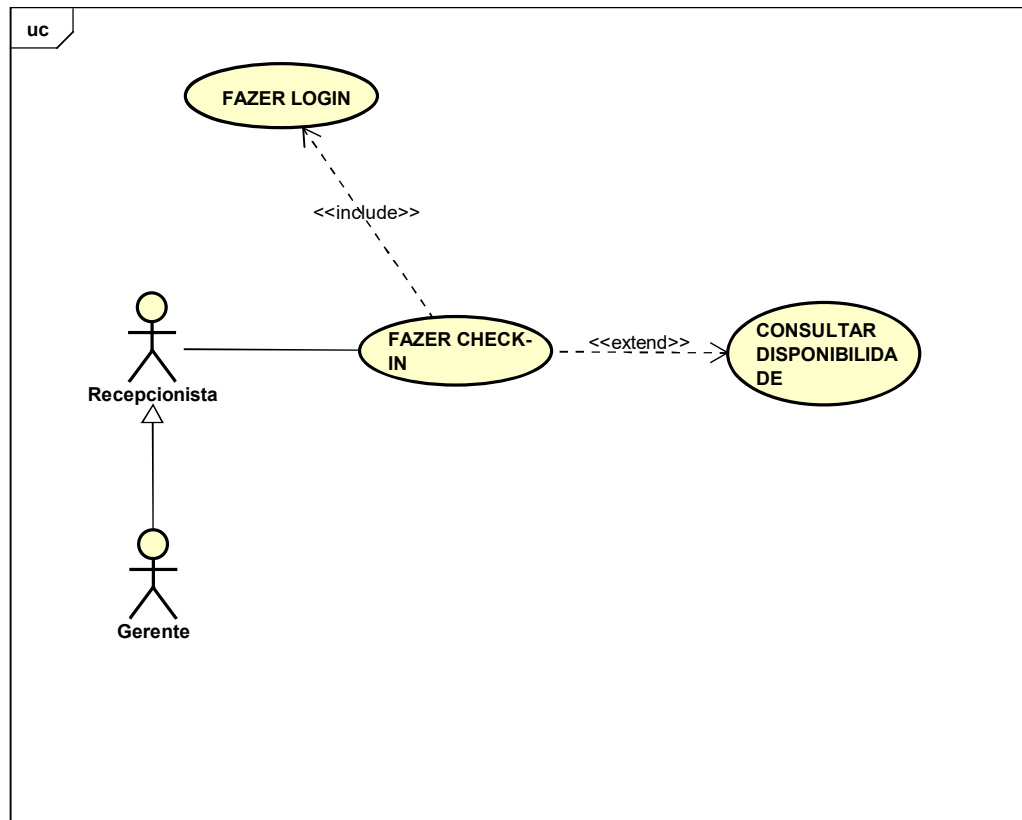 uc
FAZER LOGIN
<<include>>
FAZER CHECK-
IN
<<extend>>
CONSULTAR
DISPONIBILIDA
DE
Recepcionista
Gerente